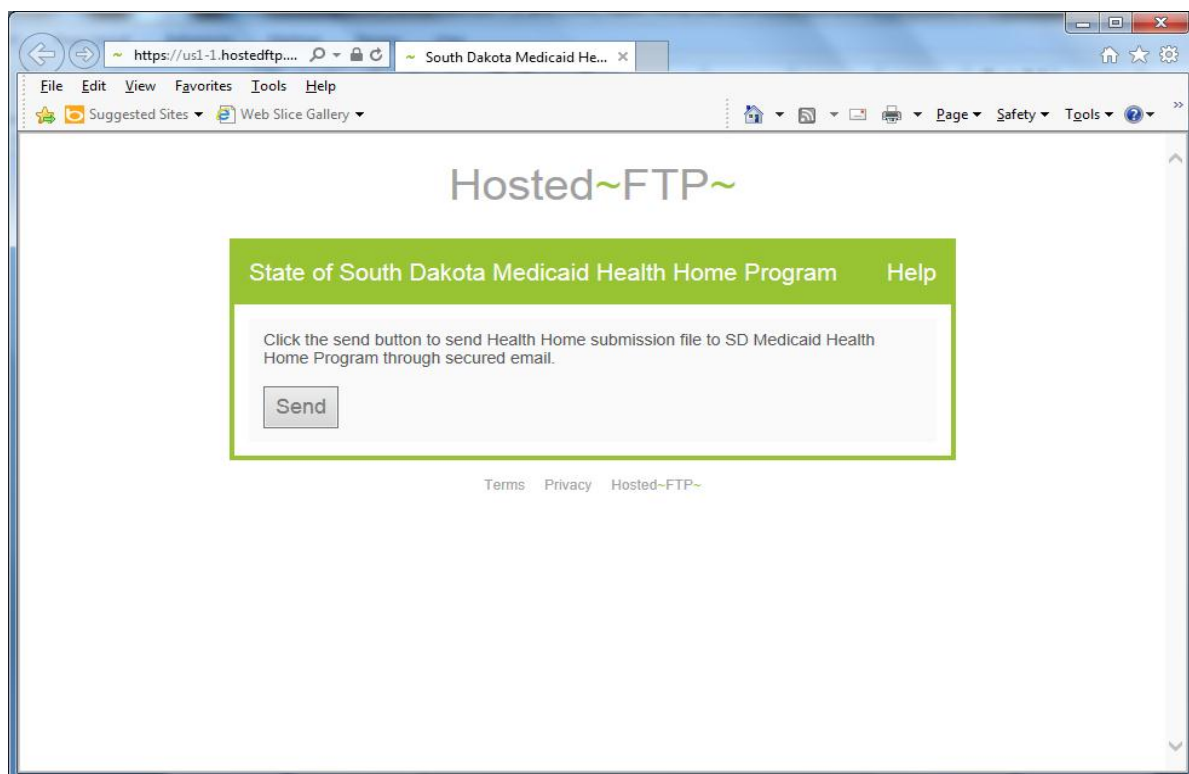 https://us1-1.hostedftp....
~ South Dakota Medicaid He...
File Edit View Favorites Tools Help
Suggested Sites Web Slice Gallery Page Safety Tools
Hosted~FTP~
State of South Dakota Medicaid Health Home Program Help
Click the send button to send Health Home submission file to SD Medicaid Health
Home Program through secured email.
Send
Terms Privacy Hosted~FTP~